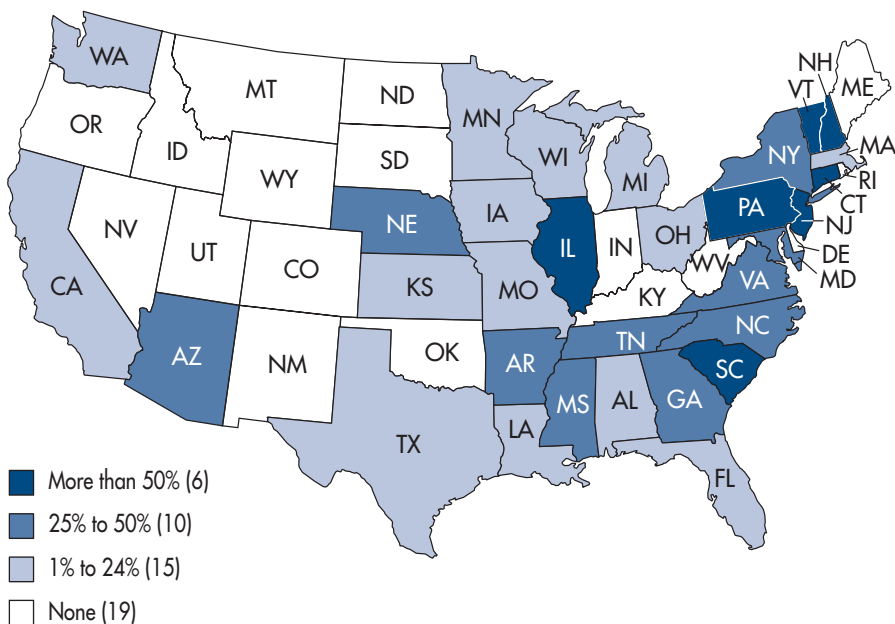 WA
MT
ND
MN
NH
VT
ME
OR
ID
SD
WI
MI
NY
MA
RI
CT
WY
NE
IA
PA
NJ
NV
UT
CO
IL
IN
OH
WV
DE
MD
CA
KS
MO
KY
VA
AZ
NM
OK
AR
TN
NC
SC
TX
LA
MS
AL
GA
FL
More than 50% (6)
25% to 50% (10)
1% to 24% (15)
None (19)